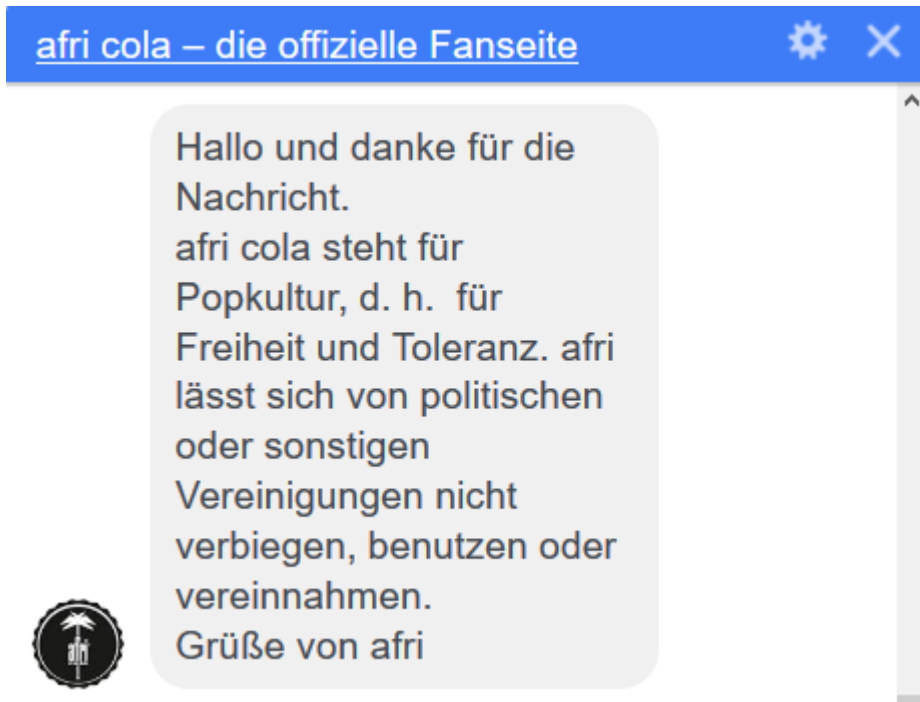 afri cola – die offizielle Fanseite
Hallo und danke für die
Nachricht.
afri cola steht für
Popkultur, d. h.  für
Freiheit und Toleranz. afri
lässt sich von politischen
oder sonstigen
Vereinigungen nicht
verbiegen, benutzen oder
vereinnahmen.
Grüße von afri
afri